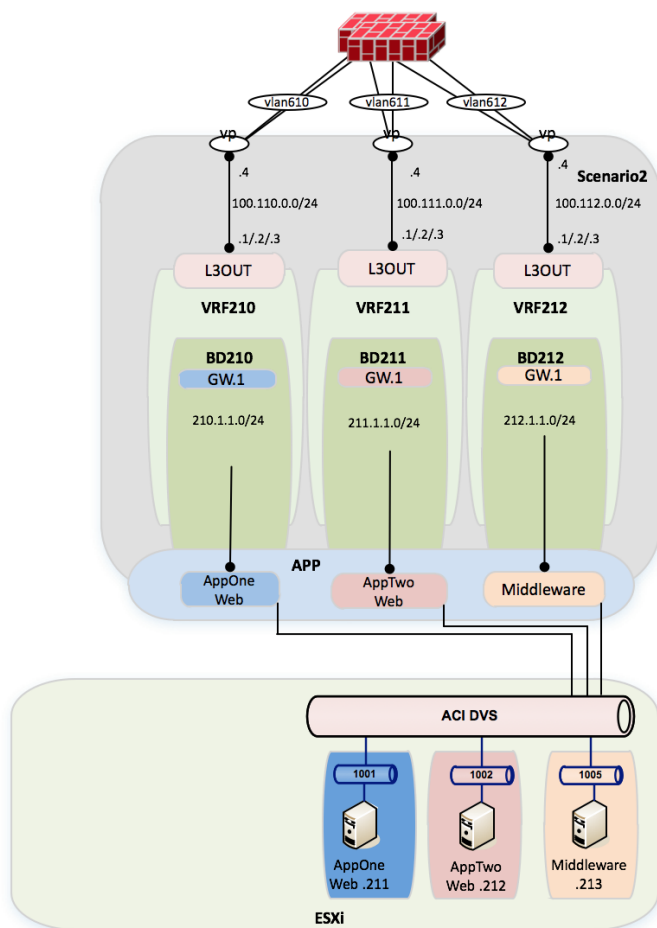 vlan610
vlan611
vlan612
vp
vp
vp
.4
.4
.4
Scenario2
100.110.0.0/24
100.111.0.0/24
100.112.0.0/24
.1/.2/.3
.1/.2/.3
.1/.2/.3
L3OUT
L3OUT
L3OUT
VRF210
VRF211
VRF212
BD210
BD211
BD212
GW.1
GW.1
GW.1
210.1.1.0/24
211.1.1.0/24
212.1.1.0/24
APP
AppOne
Web
AppTwo
Web
Middleware
ACI DVS
1001
1002
1005
AppOne
Web .211
AppTwo
Web .212
Middleware
.213
ESXi